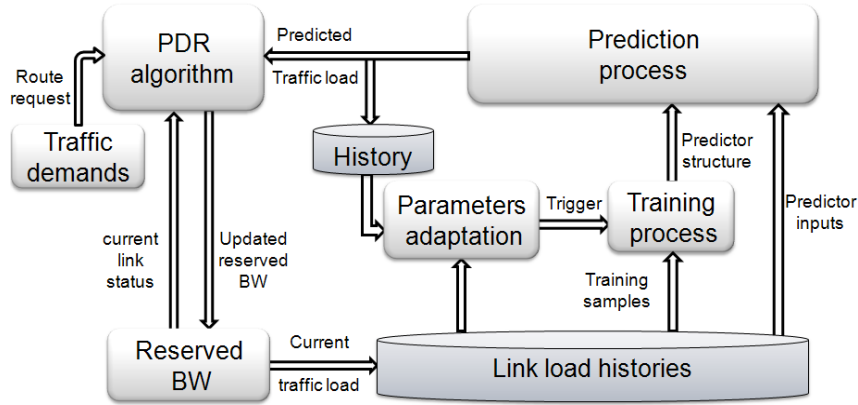 PDR
algorithm
Predicted
Traffic load
Prediction
process
Route
request
Traffic
demands
History
Predictor
structure
Parameters
adaptation
Trigger
Training
process
Predictor
inputs
current
link
status
Updated
reserved
BW
Training
samples
Reserved
BW
Current
traffic load
Link load histories